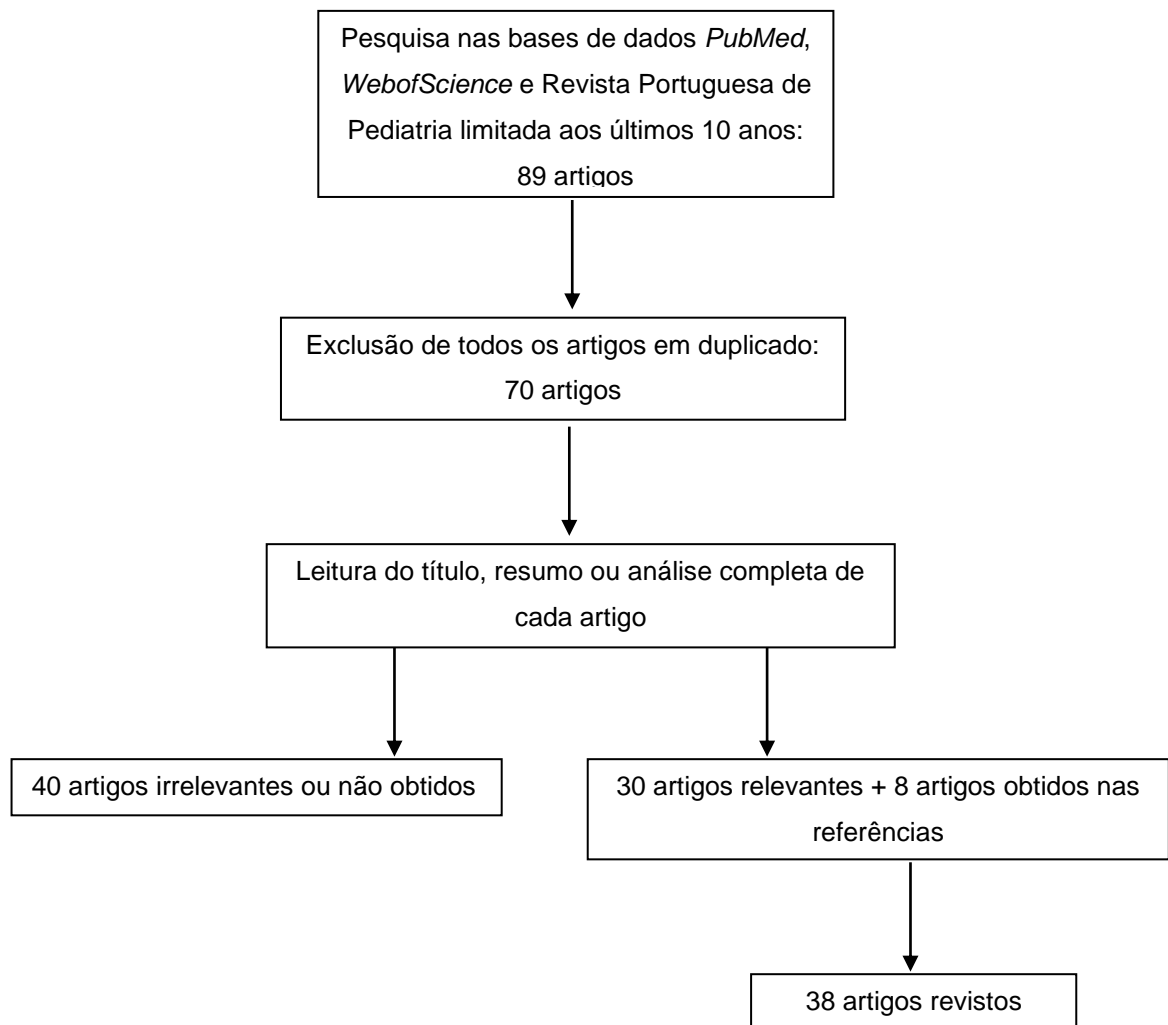 Pesquisa nas bases de dados PubMed,
WebofScience e Revista Portuguesa de
Pediatria limitada aos últimos 10 anos:
89 artigos
Exclusão de todos os artigos em duplicado:
70 artigos
Leitura do título, resumo ou análise completa de
cada artigo
40 artigos irrelevantes ou não obtidos
30 artigos relevantes + 8 artigos obtidos nas
referências
38 artigos revistos